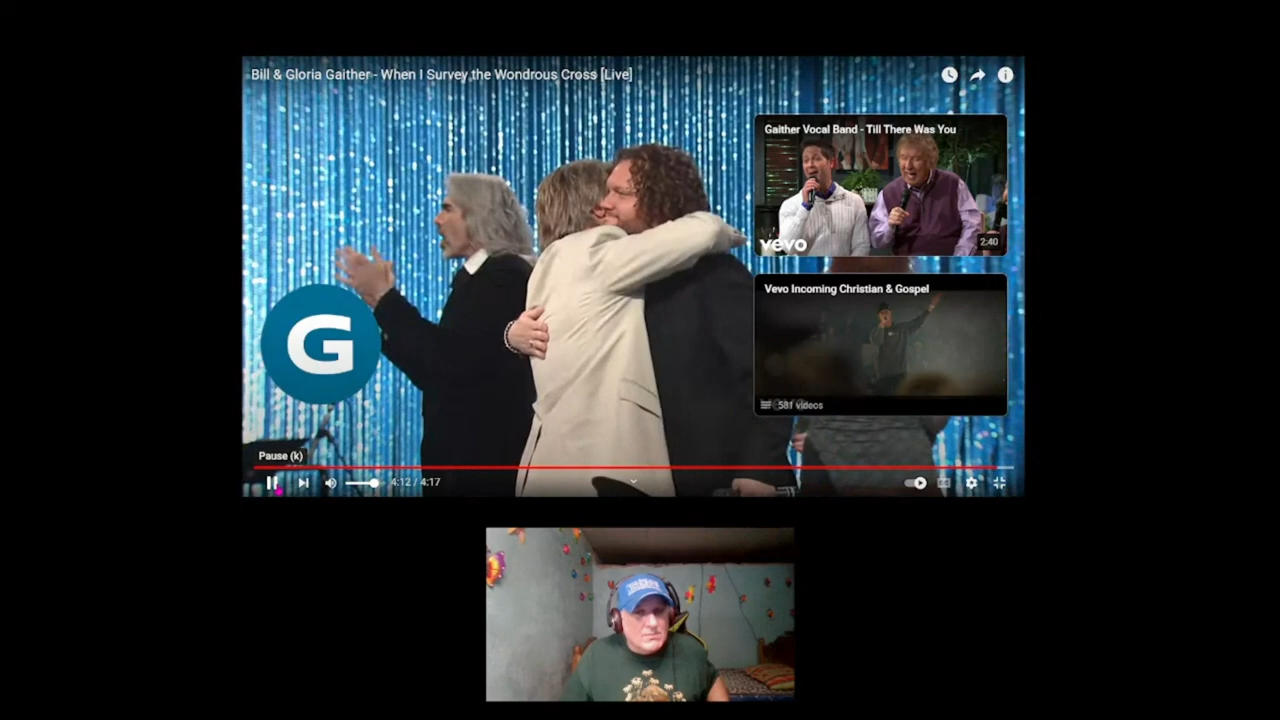 Bill & Gloria Gaither - When I Survey the Wondrous Cross [Live]
Gaither Vocal Band - Till There Was You
vevo
2:40
Vevo Incoming Christian & Gospel
581 videos
G
Pause (k)
4:12 / 4:17